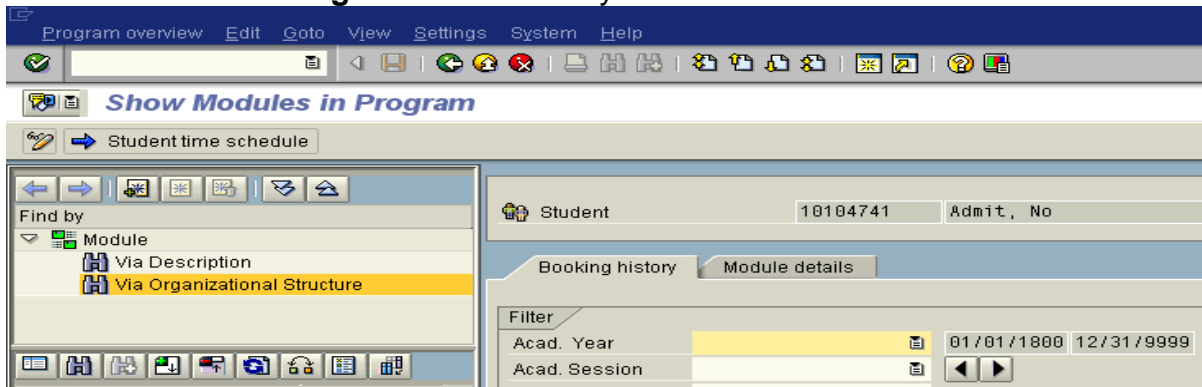 Program overview Edit Goto View Settings System Help
Show Modules in Program
Student time schedule
Find by
Module
Via Description
Via Organizational Structure
Student 10104741 Admit, No
Booking history Module details
Filter
Acad. Year 01/01/1800 12/31/9999
Acad. Session